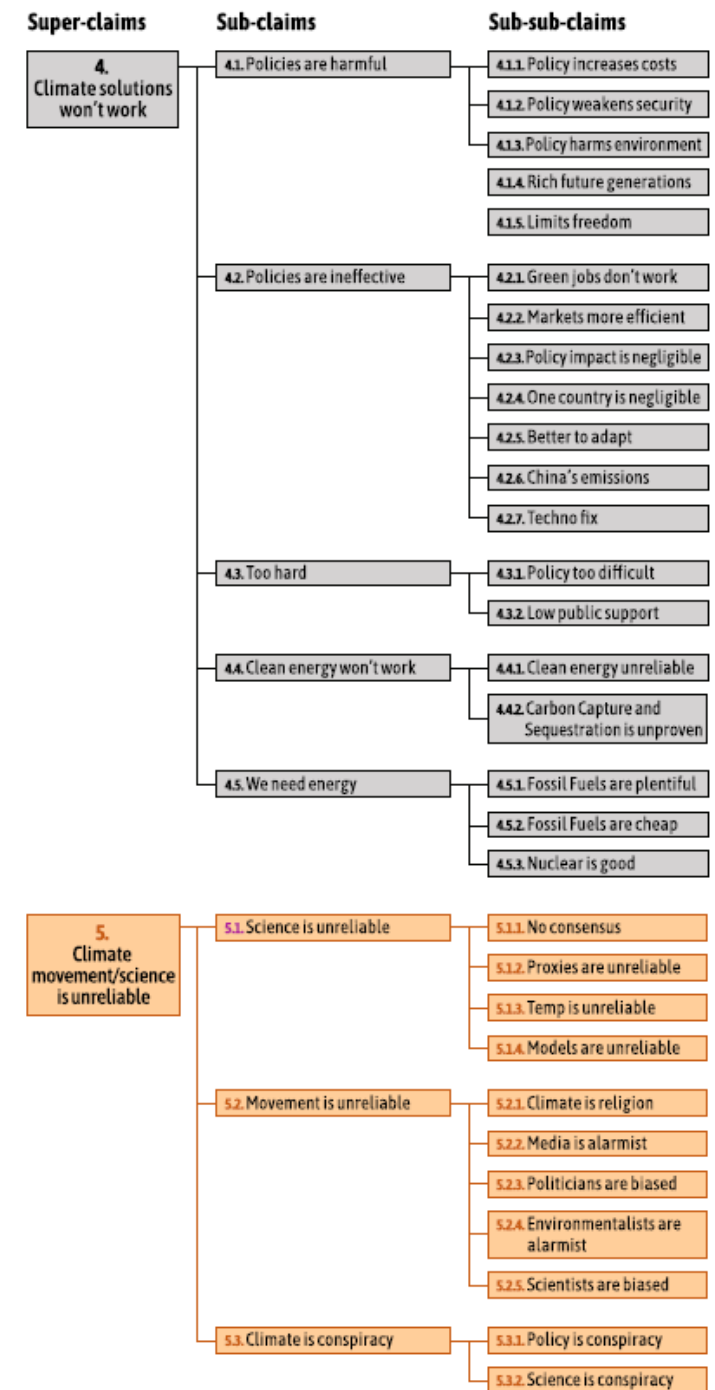 Super-claims Sub-claims Sub-sub-claims
4.
Climate solutions
won't work
4.1. Policies are harmful
4.1.1. Policy increases costs
4.1.2. Policy weakens security
4.1.3. Policy harms environment
4.1.4. Rich future generations
4.1.5. Limits freedom
4.2. Policies are ineffective
4.2.1. Green jobs don't work
4.2.2. Markets more efficient
4.2.3. Policy impact is negligible
4.2.4. One country is negligible
4.2.5. Better to adapt
4.2.6. China's emissions
4.2.7. Techno fix
4.3. Too hard
4.3.1. Policy too difficult
4.3.2. Low public support
4.4. Clean energy won't work
4.4.1. Clean energy unreliable
4.4.2. Carbon Capture and
Sequestration is unproven
4.5. We need energy
4.5.1. Fossil Fuels are plentiful
4.5.2. Fossil Fuels are cheap
4.5.3. Nuclear is good
5.
Climate
movement/science
is unreliable
5.1. Science is unreliable
5.1.1. No consensus
5.1.2. Proxies are unreliable
5.1.3. Temp is unreliable
5.1.4. Models are unreliable
5.2. Movement is unreliable
5.2.1. Climate is religion
5.2.2. Media is alarmist
5.2.3. Politicians are biased
5.2.4. Environmentalists are
alarmist
5.2.5. Scientists are biased
5.3. Climate is conspiracy
5.3.1. Policy is conspiracy
5.3.2. Science is conspiracy